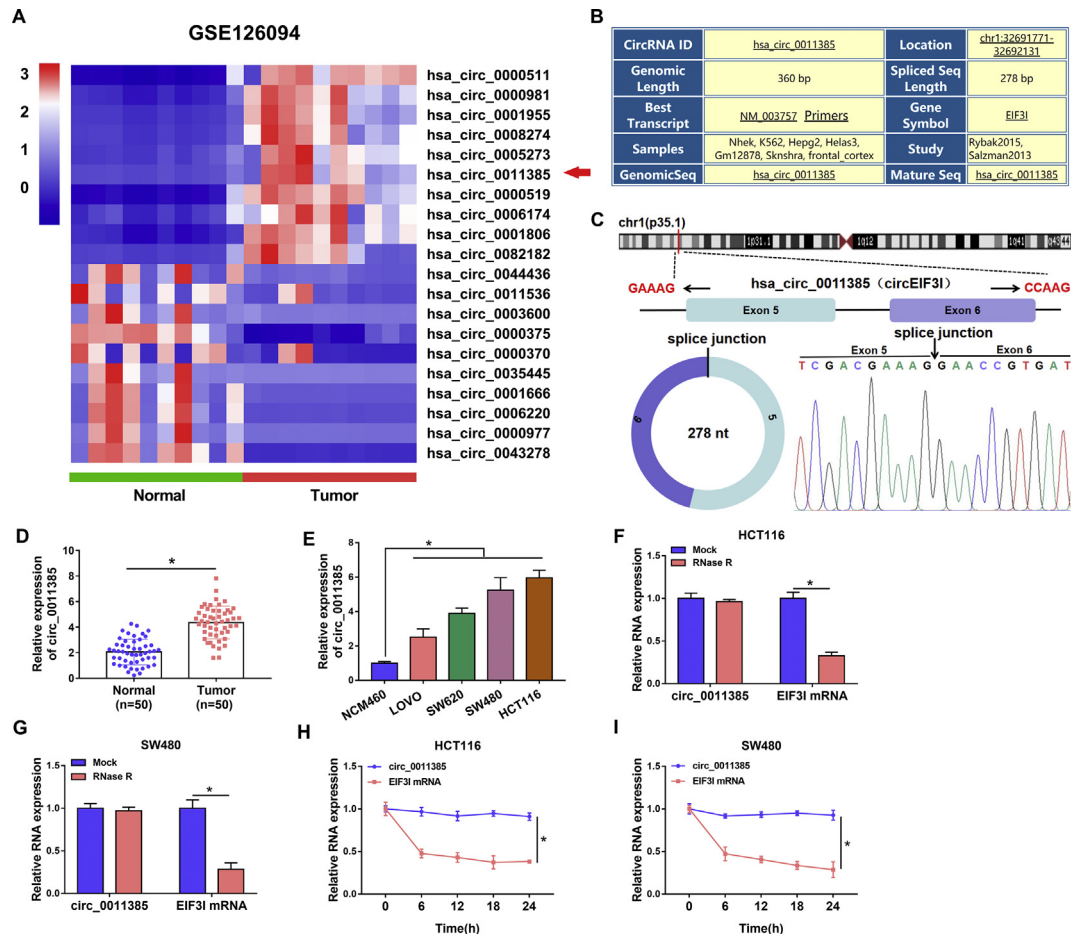 A
GSE126094
3
2
1
0
hsa_circ_0000511
hsa_circ_0000981
hsa_circ_0001955
hsa_circ_0008274
hsa_circ_0005273
hsa_circ_0011385
hsa_circ_0000519
hsa_circ_0006174
hsa_circ_0001806
hsa_circ_0082182
hsa_circ_0044436
hsa_circ_0011536
hsa_circ_0003600
hsa_circ_0000375
hsa_circ_0000370
hsa_circ_0035445
hsa_circ_0001666
hsa_circ_0006220
hsa_circ_0000977
hsa_circ_0043278
Normal Tumor
B
CircRNA ID hsa_circ_0011385 Location chr1:32691771-
32692131
Genomic Length 360 bp Spliced Seq Length 278 bp
Best Transcript NM_003757 Primers Gene Symbol EIF3I
Samples Nhek, K562, Hepg2, Helas3,
Gm12878, Sknshra, frontal_cortex Study Rybak2015,
Salzman2013
GenomicSeq hsa_circ_0011385 Mature Seq hsa_circ_0011385
C
chr1(p35.1)
1p31.1 1q12 1q41 q43 44
GAAAG hsa_circ_0011385（circEIF3I） CCAAG
Exon 5 Exon 6
splice junction
6 5
278 nt
splice junction
Exon 5 Exon 6
T C G A C G A A A G G A A C C G T G A T
D
Relative expression
of circ_0011385
10
8
6
4
2
0
*
Normal
(n=50)
Tumor
(n=50)
E
Relative expression
of circ_0011385
8
6
4
2
0
*
NCM460 LOVO SW620 SW480 HCT116
F
HCT116
Relative RNA expression
1.5
1.0
0.5
0.0
Mock
RNase R
*
circ_0011385 EIF3I mRNA
G
SW480
Relative RNA expression
1.5
1.0
0.5
0.0
Mock
RNase R
*
circ_0011385 EIF3I mRNA
H
HCT116
Relative RNA expression
1.5
1.0
0.5
0.0
circ_0011385
EIF3I mRNA
*
0 6 12 18 24
Time(h)
I
SW480
Relative RNA expression
1.5
1.0
0.5
0.0
circ_0011385
EIF3I mRNA
*
0 6 12 18 24
Time(h)